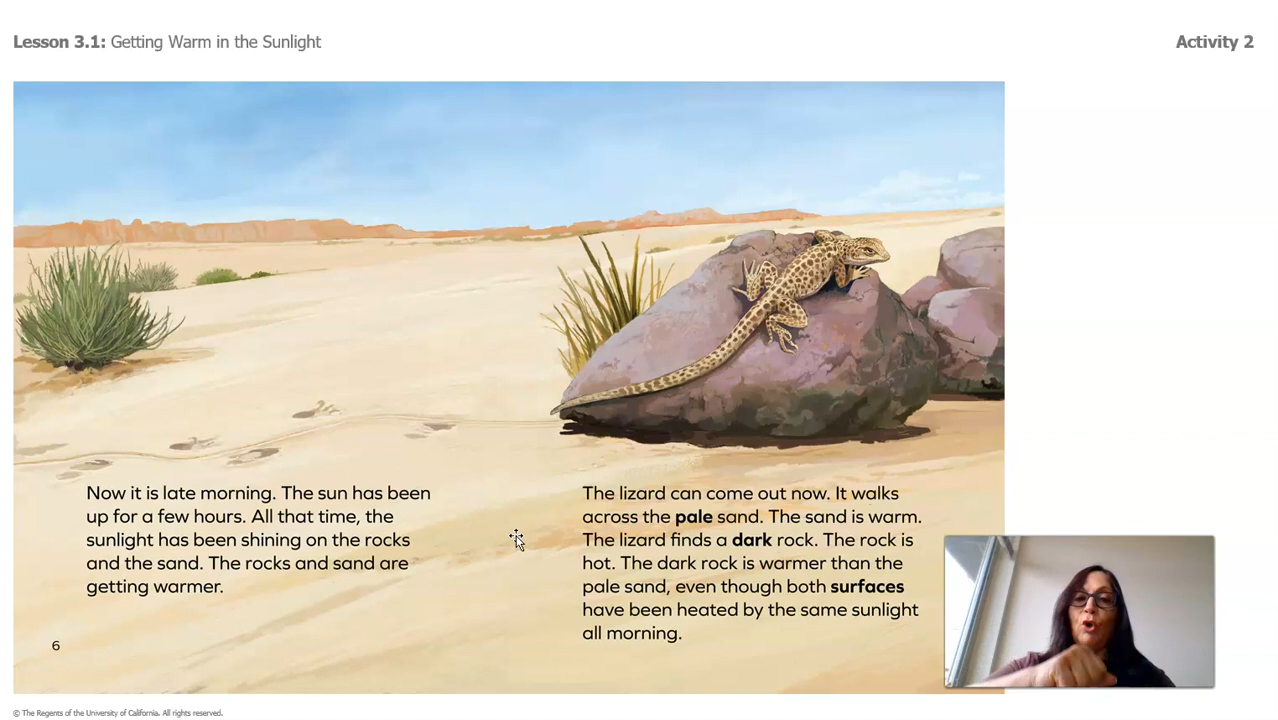 Lesson 3.1: Getting Warm in the Sunlight
Activity 2
Now it is late morning. The sun has been
up for a few hours. All that time, the
sunlight has been shining on the rocks
and the sand. The rocks and sand are
getting warmer.
The lizard can come out now. It walks
across the pale sand. The sand is warm.
The lizard finds a dark rock. The rock is
hot. The dark rock is warmer than the
pale sand, even though both surfaces
have been heated by the same sunlight
all morning.
6
© The Regents of the University of California. All rights reserved.